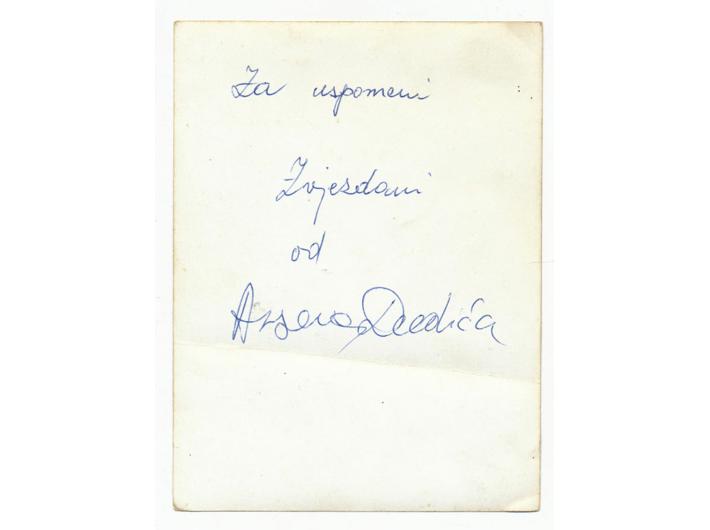 Za uspomeni
Zvjezdani
od
Arsena Dedića